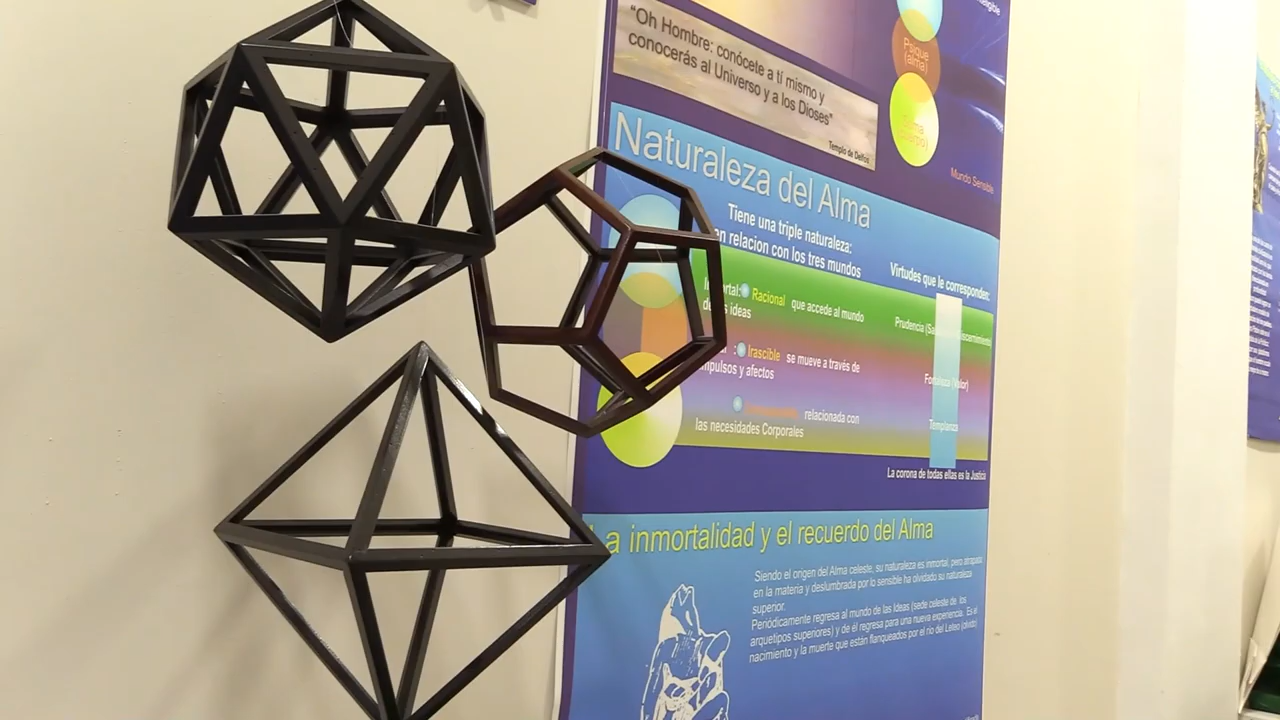 “Oh Hombre: conócete a tí mismo y
conocerás al Universo y a los Dioses”
Templo de Delfos
Psique
(alma)
Mundo Sensible
Naturaleza del Alma
Tiene una triple naturaleza:
en relacion con los tres mundos
Virtudes que le corresponden:
Racional que accede al mundo
ideas
Prudencia
Irascible se mueve a través de
impulsos y afectos
Fortaleza (Valor)
relacionada con
las necesidades Corporales
Templanza
La corona de todas ellas es la Justicia
La inmortalidad y el recuerdo del Alma
Siendo el origen del Alma celeste, su naturaleza es inmortal, pero atrapada
en la materia y deslumbrada por lo sensible ha olvidado su naturaleza
superior.
Periódicamente regresa al mundo de las Ideas (sede celeste de los
arquetipos superiores) y de él regresa para una nueva experiencia. Es el
nacimiento y la muerte que están flanqueados por el río del Leteo (olvido)